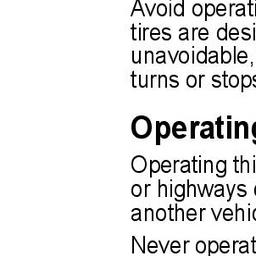 Avoid operati
tires are desi
unavoidable,
turns or stops
Operating
Operating thi
or highways
another vehic
Never operat